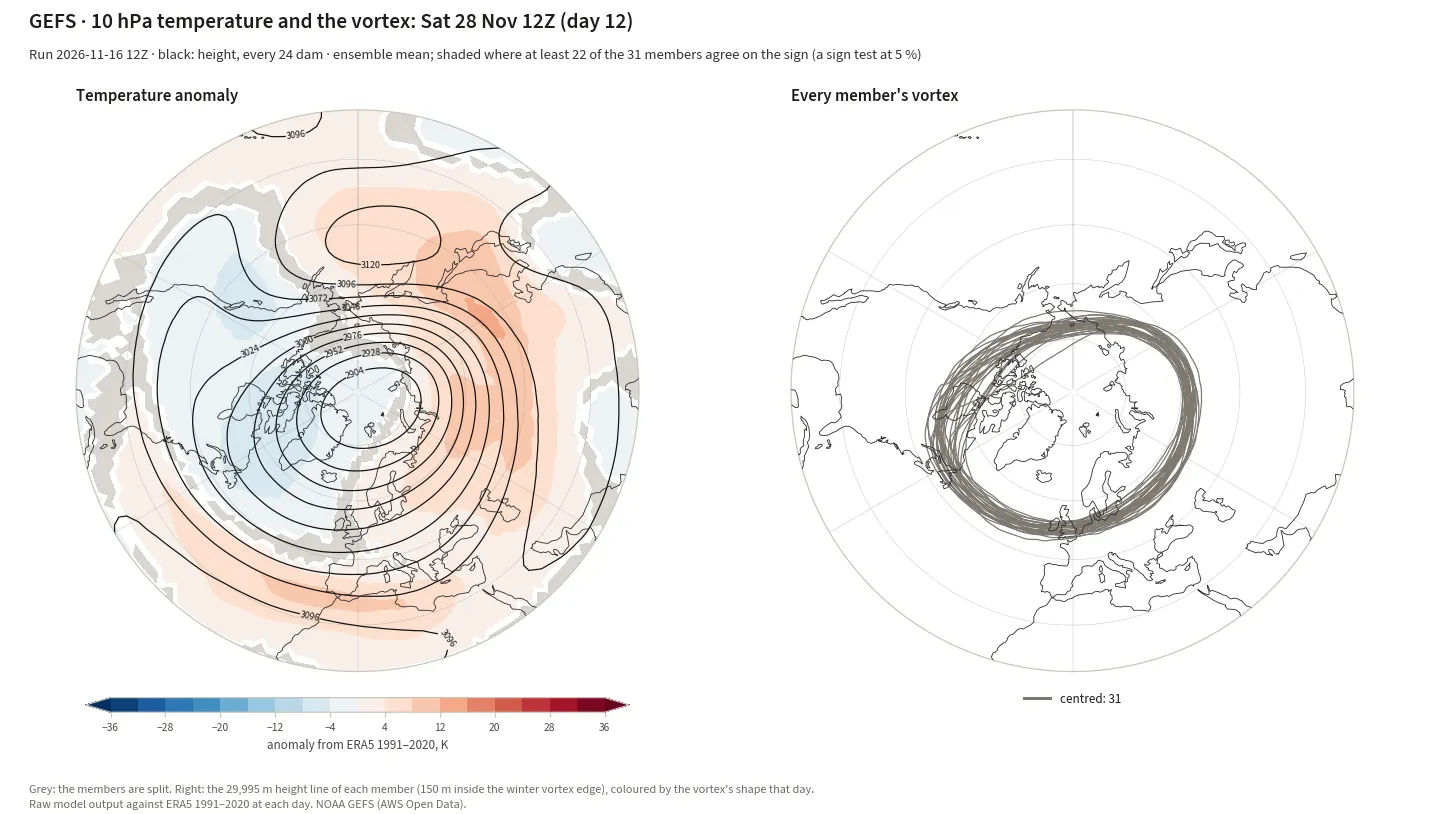 GEFS · 10 hPa temperature and the vortex: Sat 28 Nov 12Z (day 12)
Run 2026-11-16 12Z · black: height, every 24 dam · ensemble mean; shaded where at least 22 of the 31 members agree on the sign (a sign test at 5 %)
Temperature anomaly
Every member's vortex
3096
3120
3096
3072
3048
3000
2976
3024
2952
2928
2904
3096
3096
centred: 31
−36
−28
−20
−12
−4
4
12
20
28
36
anomaly from ERA5 1991–2020, K
Grey: the members are split. Right: the 29,995 m height line of each member (150 m inside the winter vortex edge), coloured by the vortex's shape that day.
Raw model output against ERA5 1991–2020 at each day. NOAA GEFS (AWS Open Data).